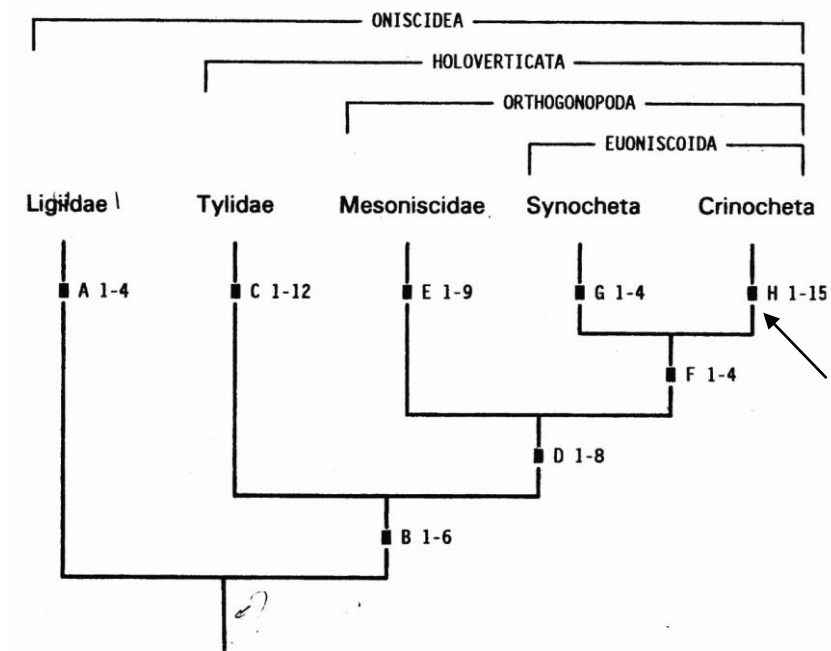 ONISCIDEA
HOLOVERTICATA
ORTHOGONOPODA
EUONISCOIDA
Ligiidae Tylidae Mesoniscidae Synocheta Crinocheta
A 1-4 C 1-12 E 1-9 G 1-4 H 1-15
F 1-4
D 1-8
B 1-6